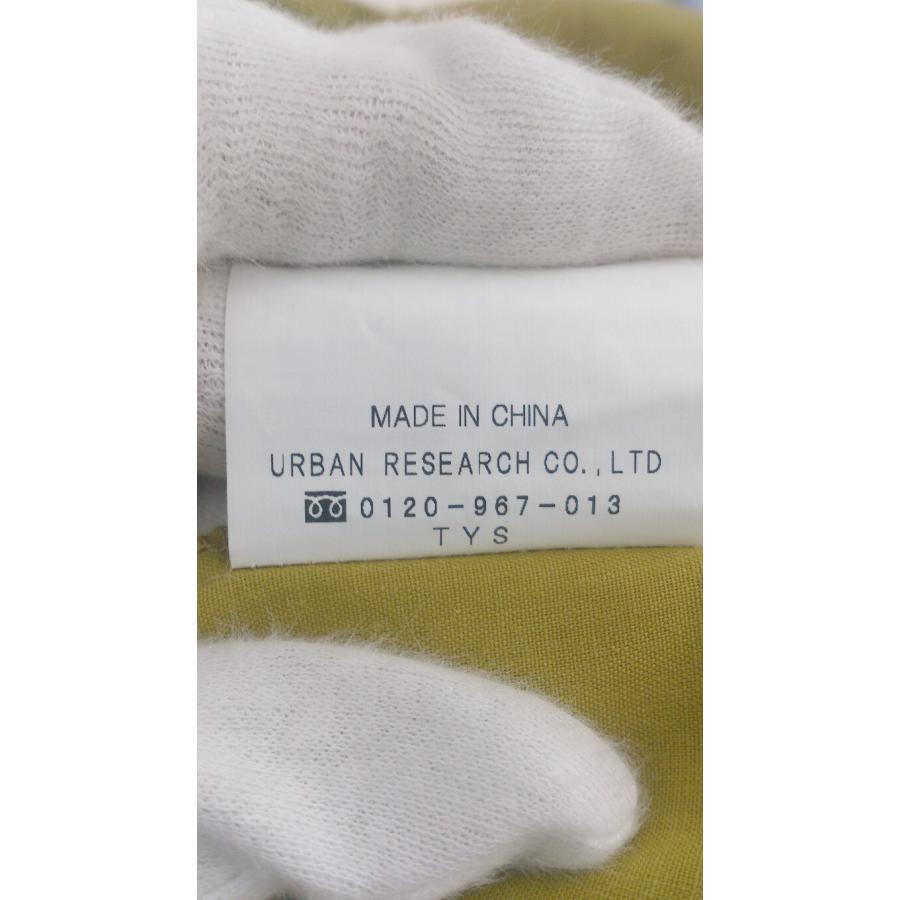 MADE IN CHINA
URBAN RESEARCH CO.,LTD
0120-967-013
TYS